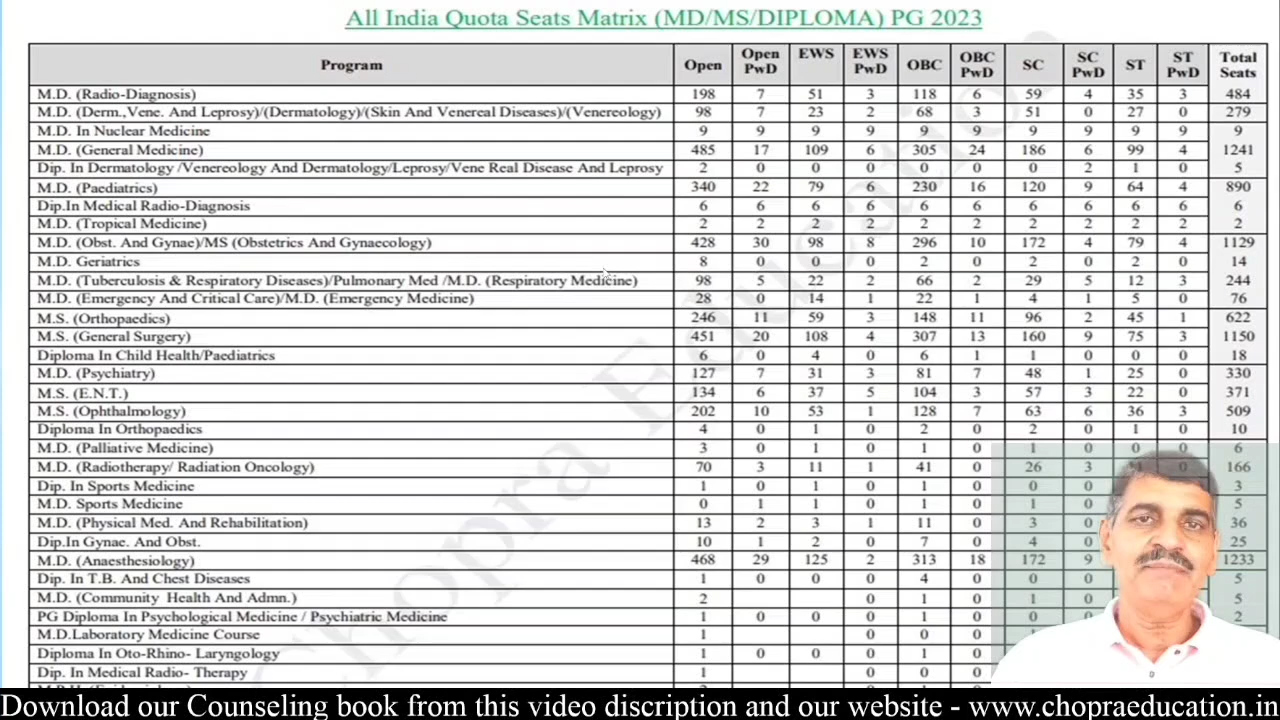 All India Quota Seats Matrix (MD/MS/DIPLOMA) PG 2023
Program Open Open PwD EWS EWS PwD OBC OBC PwD SC SC PwD ST ST PwD Total Seats
M.D. (Radio-Diagnosis) 198 7 51 3 118 6 59 4 35 3 484
M.D. (Derm.,Vene. And Leprosy)/(Dermatology)/(Skin And Venereal Diseases)/(Venereology) 98 7 23 2 68 3 51 0 27 0 279
M.D. In Nuclear Medicine 9 9 9 9 9 9 9 9 9 9 9
M.D. (General Medicine) 485 17 109 6 305 24 186 6 99 4 1241
Dip. In Dermatology /Venereology And Dermatology/Leprosy/Vene Real Disease And Leprosy 2 0 0 0 0 0 0 2 1 0 5
M.D. (Paediatrics) 340 22 79 6 230 16 120 9 64 4 890
Dip.In Medical Radio-Diagnosis 6 6 6 6 6 6 6 6 6 6 6
M.D. (Tropical Medicine) 2 2 2 2 2 2 2 2 2 2 2
M.D. (Obst. And Gynae)/MS (Obstetrics And Gynaecology) 428 30 98 8 296 10 172 4 79 4 1129
M.D. Geriatrics 8 0 0 0 2 0 2 0 2 0 14
M.D. (Tuberculosis & Respiratory Diseases)/Pulmonary Med /M.D. (Respiratory Medicine) 98 5 22 2 66 2 29 5 12 3 244
M.D. (Emergency And Critical Care)/M.D. (Emergency Medicine) 28 0 14 1 22 1 4 1 5 0 76
M.S. (Orthopaedics) 246 11 59 3 148 11 96 2 45 1 622
M.S. (General Surgery) 451 20 108 4 307 13 160 9 75 3 1150
Diploma In Child Health/Paediatrics 6 0 4 0 6 1 1 0 0 0 18
M.D. (Psychiatry) 127 7 31 3 81 7 48 1 25 0 330
M.S. (E.N.T.) 134 6 37 5 104 3 57 3 22 0 371
M.S. (Ophthalmology) 202 10 53 1 128 7 63 6 36 3 509
Diploma In Orthopaedics 4 0 1 0 2 0 2 0 1 0 10
M.D. (Palliative Medicine) 3 0 1 0 1 0 1 0 0 0 6
M.D. (Radiotherapy/ Radiation Oncology) 70 3 11 1 41 0 26 3 0 166
Dip. In Sports Medicine 1 0 1 0 1 0 0 0 3
M.D. Sports Medicine 0 1 1 1 1 0 1 0 5
M.D. (Physical Med. And Rehabilitation) 13 2 3 1 11 0 3 0 36
Dip.In Gynae. And Obst. 10 1 2 0 7 0 4 0 25
M.D. (Anaesthesiology) 468 29 125 2 313 18 172 9 1233
Dip. In T.B. And Chest Diseases 1 0 0 0 4 0 0 0 5
M.D. (Community Health And Admn.) 2 0 1 0 1 0 5
PG Diploma In Psychological Medicine / Psychiatric Medicine 1 0 0 0 1 0 0 2
M.D.Laboratory Medicine Course 1 0 0 0
Diploma In Oto-Rhino- Laryngology 1 0 0 0 1 0
Dip. In Medical Radio- Therapy 1 0 0 0
Chopra Education
Download our Counseling book from this video discription and our website - www.chopraeducation.in